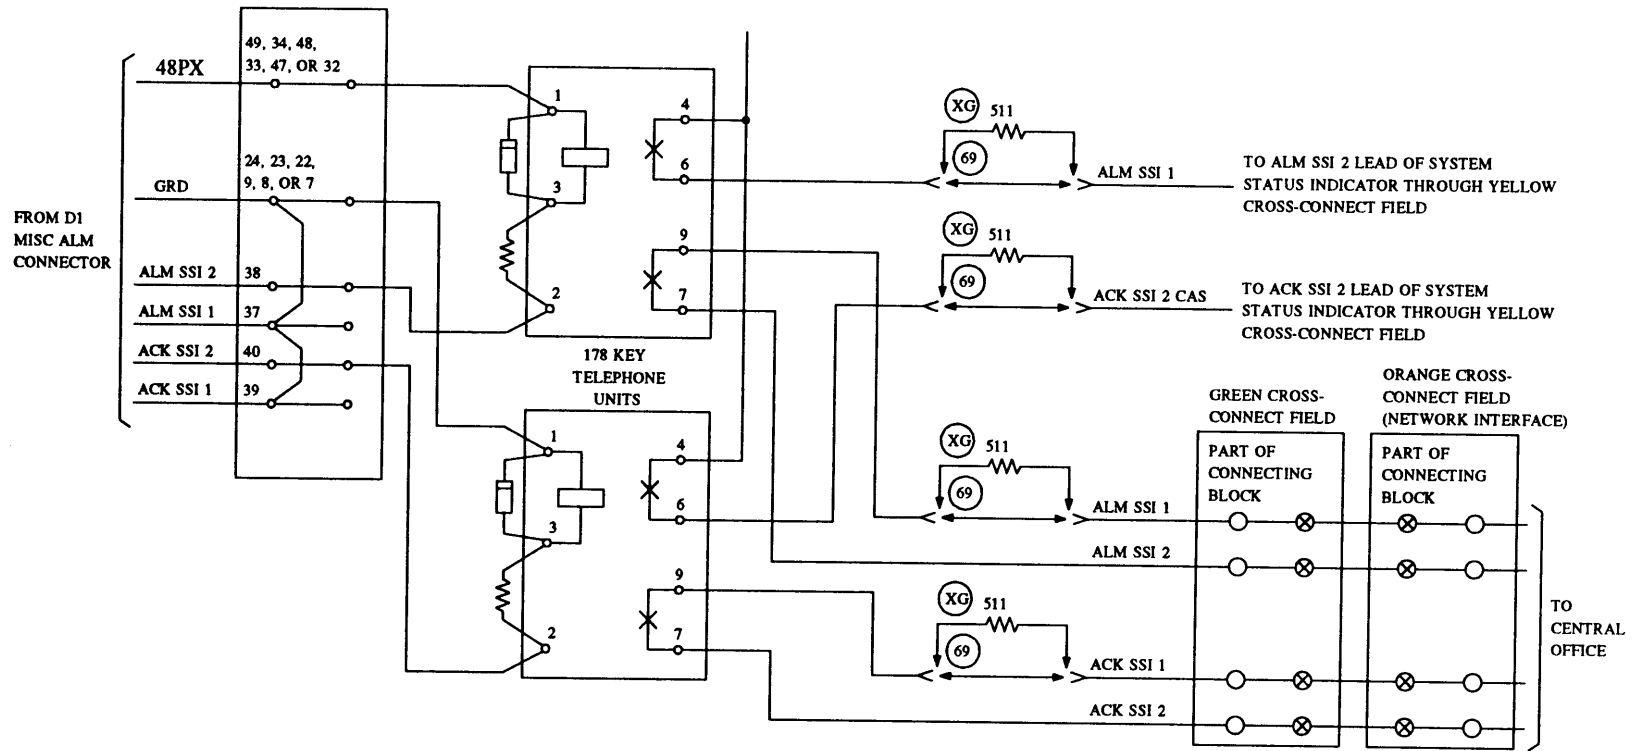 49, 34, 48,
33, 47, OR 32
48PX
24, 23, 22,
9, 8, OR 7
GRD
FROM D1
MISC ALM
CONNECTOR
ALM SSI 2
38
ALM SSI 1
37
ACK SSI 2
40
ACK SSI 1
39
1
3
2
4
6
9
7
178 KEY
TELEPHONE
UNITS
1
3
2
4
6
9
7
XG
511
69
ALM SSI 1
TO ALM SSI 2 LEAD OF SYSTEM
STATUS INDICATOR THROUGH YELLOW
CROSS-CONNECT FIELD
XG
511
69
ACK SSI 2 CAS
TO ACK SSI 2 LEAD OF SYSTEM
STATUS INDICATOR THROUGH YELLOW
CROSS-CONNECT FIELD
GREEN CROSS-
CONNECT FIELD
ORANGE CROSS-
CONNECT FIELD
(NETWORK INTERFACE)
PART OF
CONNECTING
BLOCK
PART OF
CONNECTING
BLOCK
XG
511
69
ALM SSI 1
ALM SSI 2
XG
511
69
ACK SSI 1
ACK SSI 2
TO
CENTRAL
OFFICE